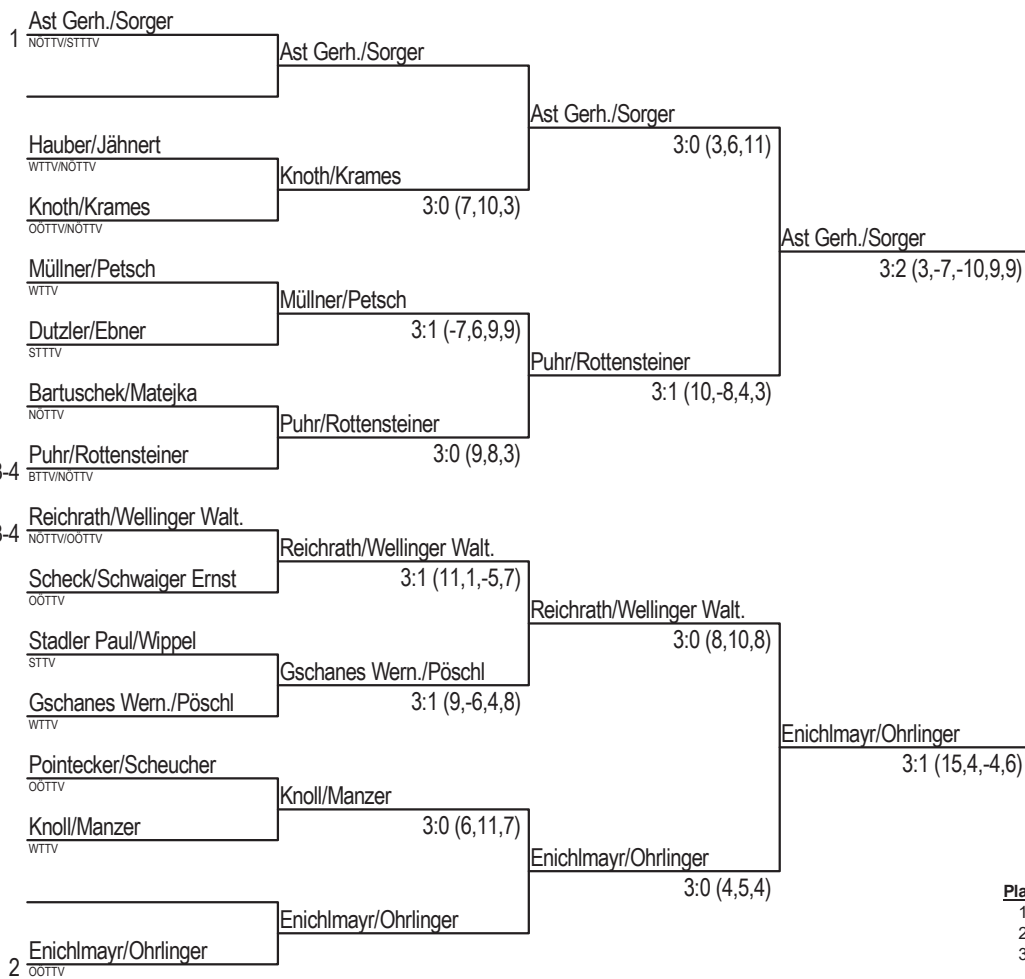 Ast Gerh./Sorger
1
NÖTTV/STTTV
Ast Gerh./Sorger
Ast Gerh./Sorger
3:0 (3,6,11)
Hauber/Jähnert
WTTV/NÖTTV
Knoth/Krames
3:0 (7,10,3)
Knoth/Krames
OÖTTV/NÖTTV
Ast Gerh./Sorger
3:2 (3,-7,-10,9,9)
Müllner/Petsch
WTTV
Müllner/Petsch
3:1 (-7,6,9,9)
Dutzler/Ebner
STTTV
Puhr/Rottensteiner
3:1 (10,-8,4,3)
Bartuschek/Matejka
NÖTTV
Puhr/Rottensteiner
3:0 (9,8,3)
Puhr/Rottensteiner
3-4
BTTV/NÖTTV
Reichrath/Wellinger Walt.
3-4
NÖTTV/OÖTTV
Reichrath/Wellinger Walt.
3:1 (11,1,-5,7)
Scheck/Schwaiger Ernst
OÖTTV
Reichrath/Wellinger Walt.
3:0 (8,10,8)
Stadler Paul/Wippel
STTV
Gschanes Wern./Pöschl
3:1 (9,-6,4,8)
Gschanes Wern./Pöschl
WTTV
Enichlmayr/Ohrlinger
3:1 (15,4,-4,6)
Pointecker/Scheucher
OÖTTV
Knoll/Manzer
3:0 (6,11,7)
Knoll/Manzer
WTTV
Enichlmayr/Ohrlinger
3:0 (4,5,4)
Enichlmayr/Ohrlinger
Enichlmayr/Ohrlinger
2
OÖTTV
Pla
1
2
3